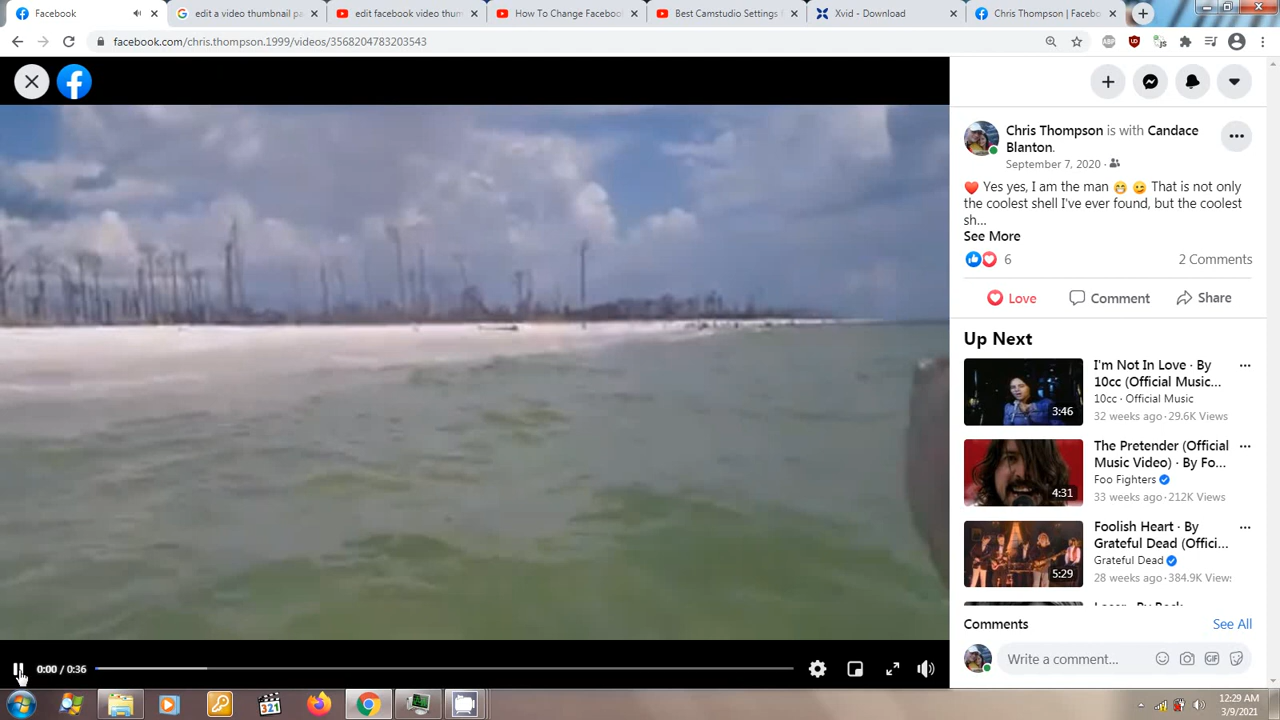 Facebook
edit a video thumbnail pa
edit facebook video thu
How To Change Faceboo
Best Camstudio Settings
Xvid - Download
Chris Thompson | Facebo
facebook.com/chris.thompson.1999/videos/3568204783203543
Chris Thompson is with Candace
Blanton.
September 7, 2020 ·
❤️ Yes yes, I am the man 😁 😉 That is not only
the coolest shell I've ever found, but the coolest
sh...
See More
6
2 Comments
Love
Comment
Share
Up Next
I'm Not In Love · By
10cc (Official Music...
10cc · Official Music
32 weeks ago · 29.6K Views
3:46
The Pretender (Official
Music Video) · By Fo...
Foo Fighters
33 weeks ago · 212K Views
4:31
Foolish Heart · By
Grateful Dead (Offici...
Grateful Dead
28 weeks ago · 384.9K Views
5:29
Comments
See All
Write a comment...
GIF
0:00 / 0:36
321
12:29 AM
3/9/2021